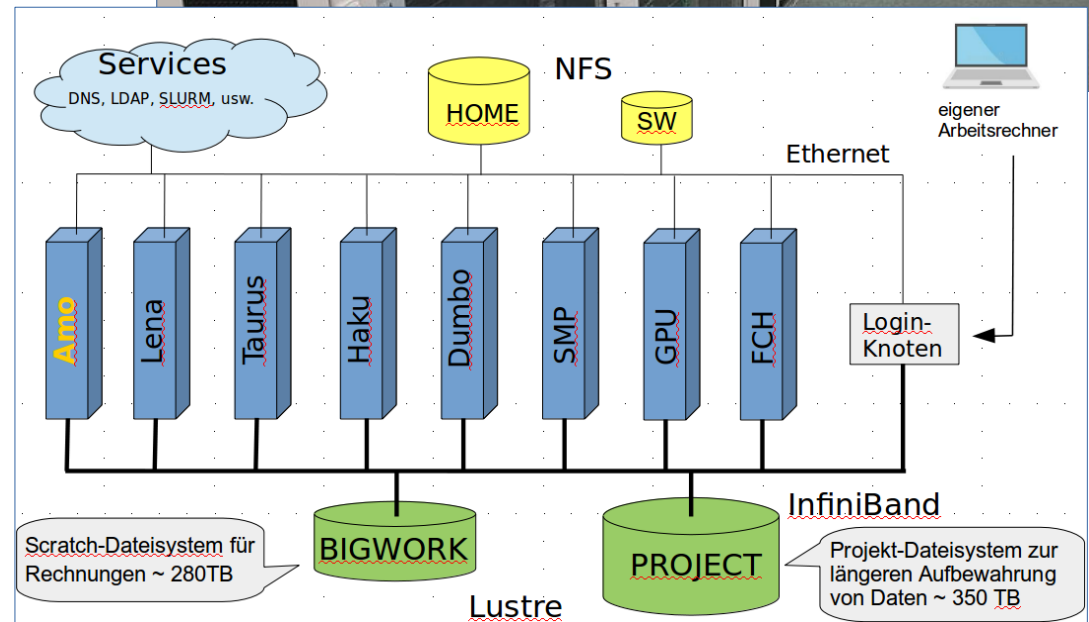 Services
DNS, LDAP, SLURM, usw.
HOME
NFS
SW
eigener
Arbeitsrechner
Ethernet
Amo
Lena
Taurus
Haku
Dumbo
SMP
GPU
FCH
Login-
Knoten
InfiniBand
Scratch-Dateisystem für
Rechnungen ~ 280TB
BIGWORK
PROJECT
Projekt-Dateisystem zur
längeren Aufbewahrung
von Daten ~ 350 TB
Lustre